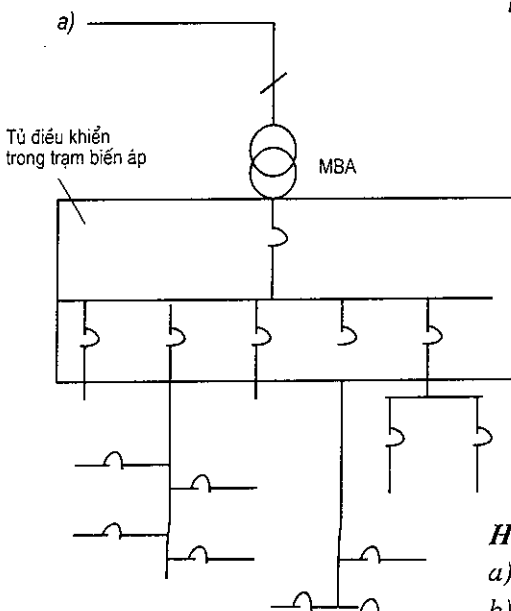 a)
Tủ điều khiển
trong trạm biến áp
MBA
H
a)
b)